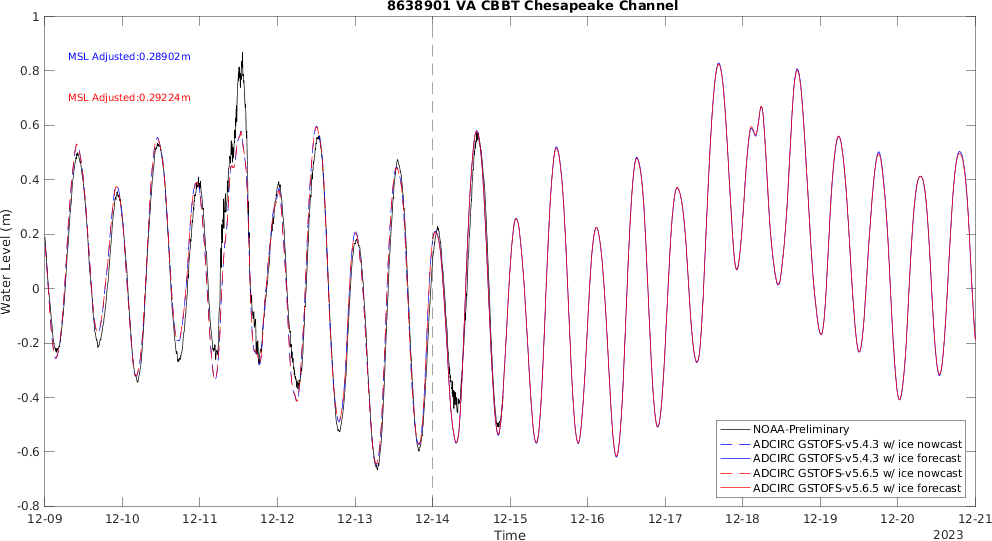 8638901 VA CBBT Chesapeake Channel
MSL Adjusted:0.28902m
MSL Adjusted:0.29224m
Water Level (m)
1
0.8
0.6
0.4
0.2
0
-0.2
-0.4
-0.6
-0.8
NOAA-Preliminary
ADCIRC GSTOFS-v5.4.3 w/ ice nowcast
ADCIRC GSTOFS-v5.4.3 w/ ice forecast
ADCIRC GSTOFS-v5.6.5 w/ ice nowcast
ADCIRC GSTOFS-v5.6.5 w/ ice forecast
12-09 12-10 12-11 12-12 12-13 12-14 12-15 12-16 12-17 12-18 12-19 12-20 12-21
Time
2023